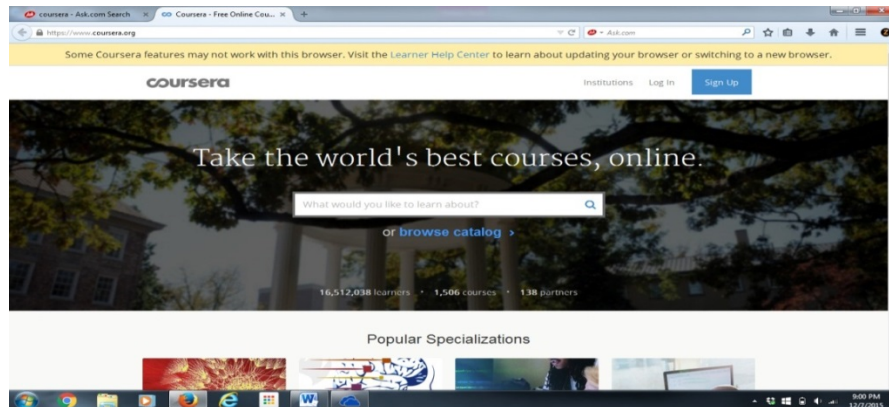 coursera - Ask.com Search
Coursera - Free Online Cou...
https://www.coursera.org
Ask.com
Some Coursera features may not work with this browser. Visit the Learner Help Center to learn about updating your browser or switching to a new browser.
coursera
Institutions Log In Sign Up
Take the world's best courses, online.
What would you like to learn about?
or browse catalog ›
16,512,038 learners • 1,506 courses • 138 partners
Popular Specializations
9:00 PM
12/7/2015